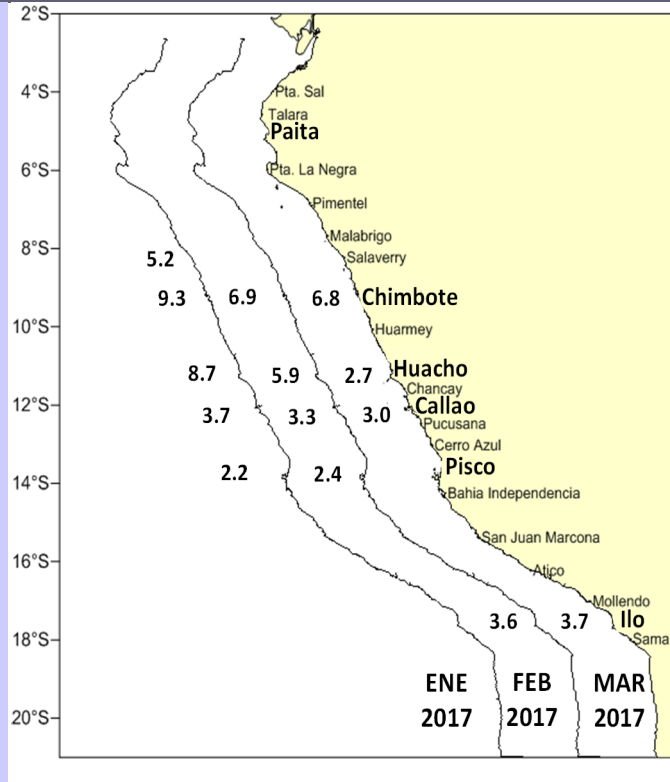 2°S
4°S
Pta. Sal
Talara
Paita
6°S
Pta. La Negra
Pimentel
Malabrigo
8°S
5.2
Salaverry
9.3 6.9 6.8 Chimbote
10°S
Huarmey
8.7 5.9 2.7 Huacho
Chancay
12°S
3.7 3.3 3.0 Callao
Pucusana
Cerro Azul
2.2 2.4 Pisco
14°S
Bahia Independencia
San Juan Marcona
16°S
Atico
Mollendo
3.6 3.7 Ilo
18°S
Sama
ENE FEB MAR
2017 2017 2017
20°S